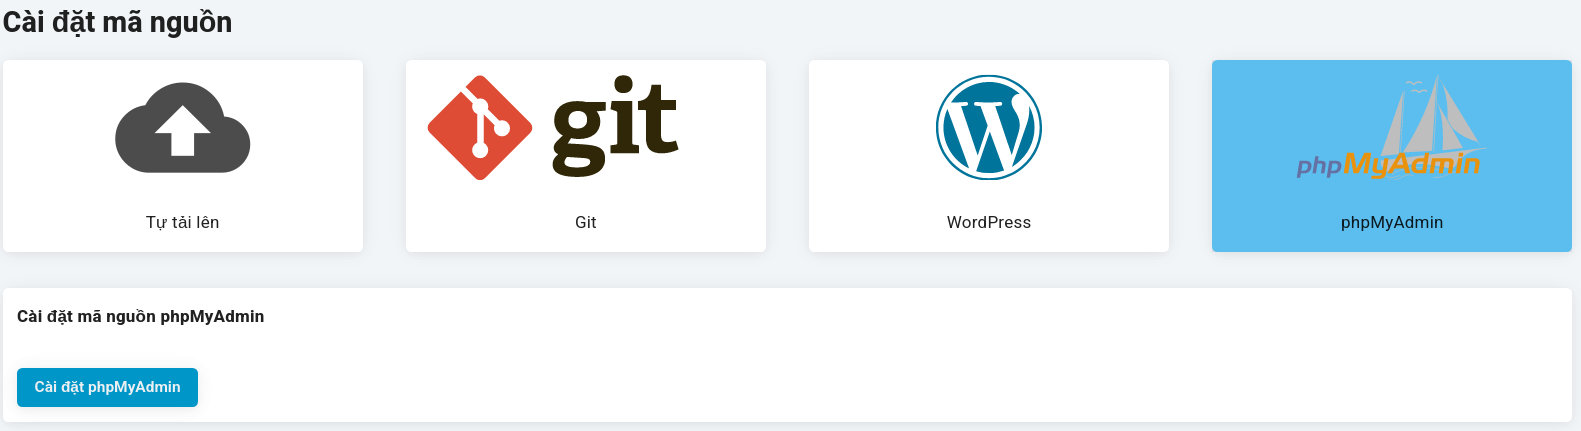 Cài đặt mã nguồn
git
phpMyAdmin
Tự tải lên
Git
WordPress
phpMyAdmin
Cài đặt mã nguồn phpMyAdmin
Cài đặt phpMyAdmin